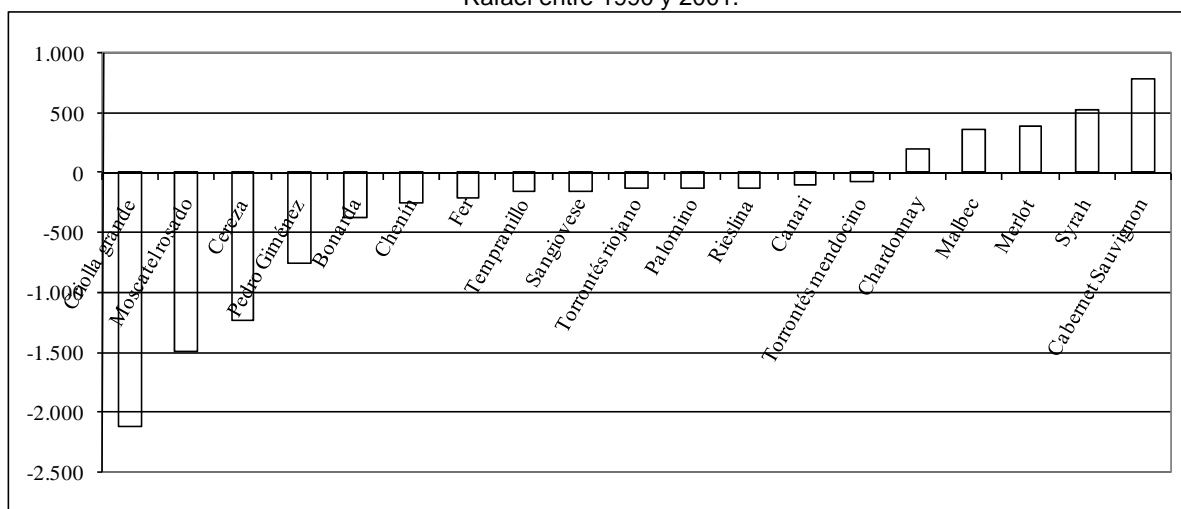 Rafael entre 1990 y 2001.
1.000
500
0
-500
-1.000
-1.500
-2.000
-2.500
Criolla grande
Moscatel rosado
Cereza
Pedro Giménez
Bonarda
Chenín
Fer
Tempranillo
Sangiovese
Torrontés riojano
Palomino
Rieslina
Canari
Torrontés mendocino
Chardonnay
Malbec
Merlot
Syrah
Cabernet Sauvignon